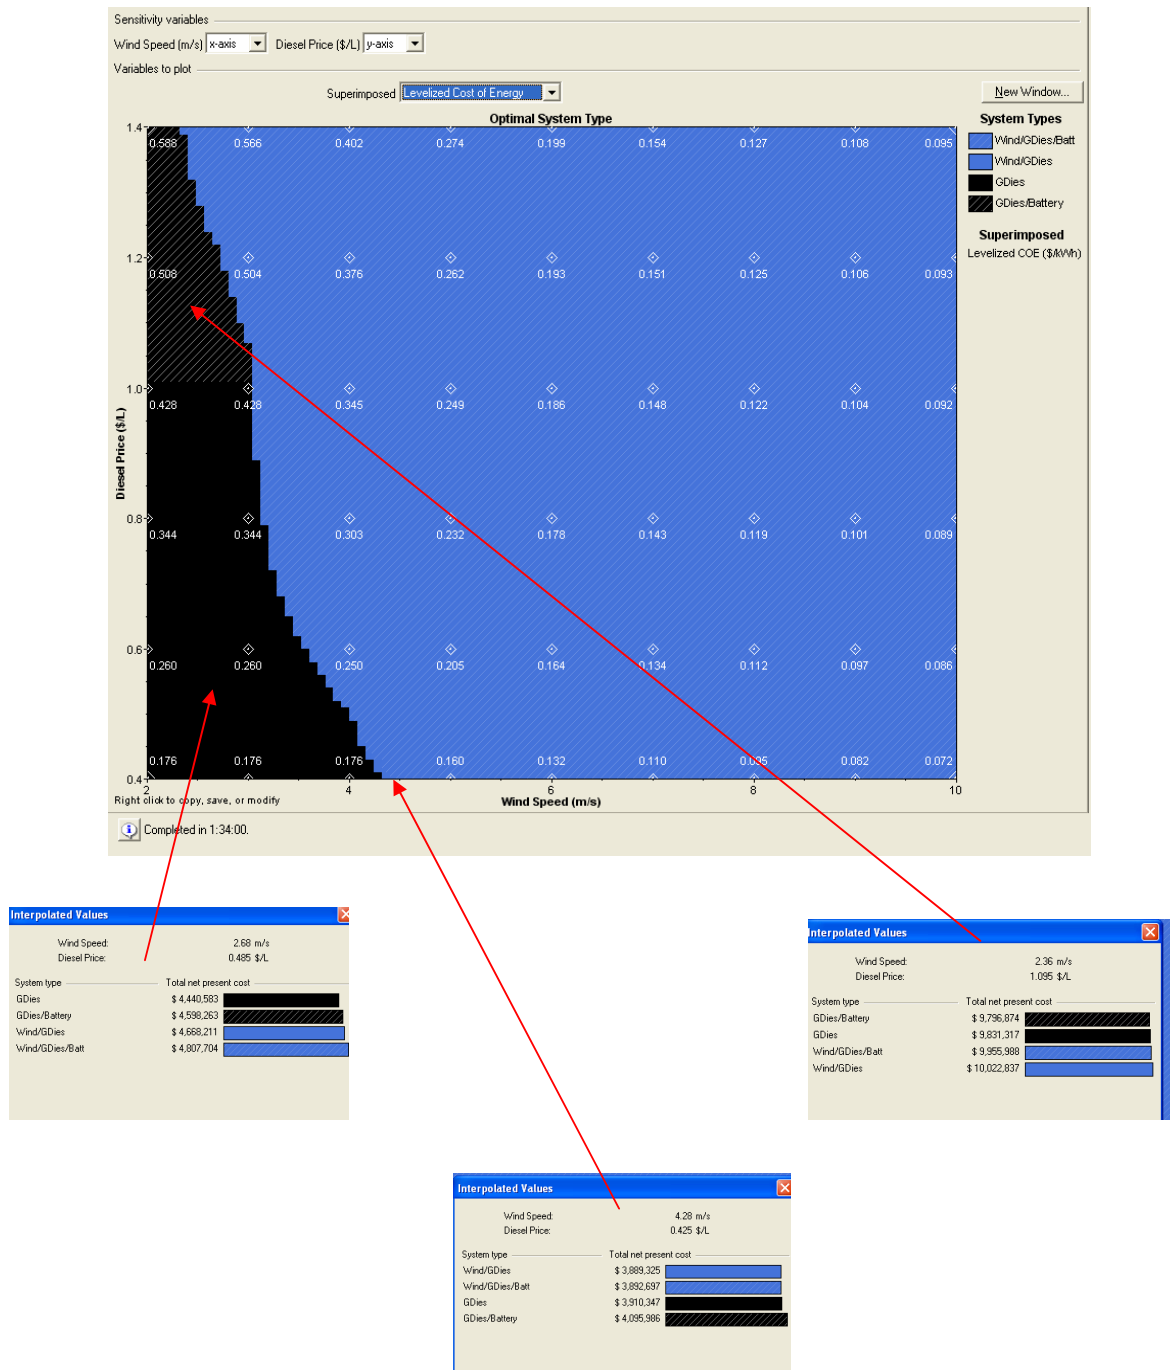 Sensitivity variables
Wind Speed (m/s) x-axis Diesel Price ($/L) y-axis
Variables to plot
Superimposed Levelized Cost of Energy New Window...
Optimal System Type
System Types
Wind/GDies/Batt
Wind/GDies
GDies
GDies/Battery
Superimposed
Levelized COE ($/kWh)
Diesel Price ($/L)
1.4
0.588 0.566 0.402 0.274 0.199 0.154 0.127 0.108 0.095
1.2
0.508 0.504 0.376 0.262 0.193 0.151 0.125 0.106 0.093
1.0
0.428 0.428 0.345 0.249 0.186 0.148 0.122 0.104 0.092
0.8
0.344 0.344 0.303 0.232 0.178 0.143 0.119 0.101 0.089
0.6
0.260 0.260 0.250 0.205 0.164 0.134 0.112 0.097 0.086
0.176 0.176 0.176 0.160 0.132 0.110 0.095 0.082 0.072
0.4
2 4 6 8 10
Right click to copy, save, or modify
Wind Speed (m/s)
Completed in 1:34:00.
Interpolated Values
Wind Speed: 2.68 m/s
Diesel Price: 0.485 $/L
System type Total net present cost
GDies $ 4,440,583
GDies/Battery $ 4,598,263
Wind/GDies $ 4,668,211
Wind/GDies/Batt $ 4,807,704
Interpolated Values
Wind Speed: 2.36 m/s
Diesel Price: 1.095 $/L
System type Total net present cost
GDies/Battery $ 9,796,874
GDies $ 9,831,317
Wind/GDies/Batt $ 9,955,988
Wind/GDies $ 10,022,837
Interpolated Values
Wind Speed: 4.28 m/s
Diesel Price: 0.425 $/L
System type Total net present cost
Wind/GDies $ 3,889,325
Wind/GDies/Batt $ 3,892,697
GDies $ 3,910,347
GDies/Battery $ 4,095,986